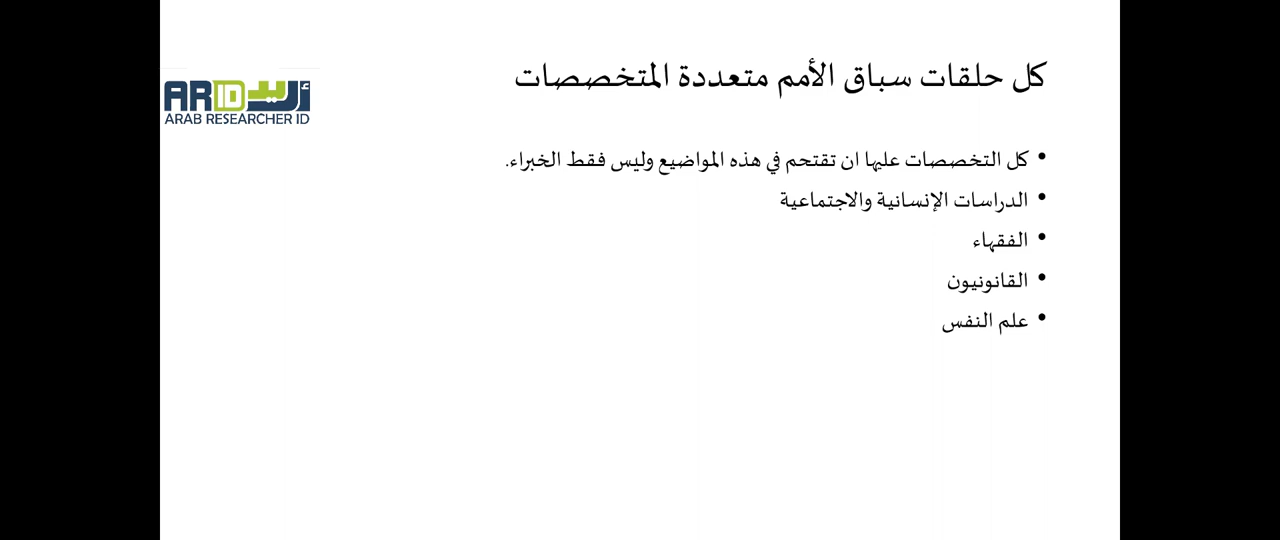 كل حلقات سباق الأمم متعددة المتخصصات
ARID أريد
ARAB RESEARCHER ID
• كل التخصصات عليها ان تقتحم في هذه المواضيع وليس فقط الخبراء.
• الدراسات الإنسانية والاجتماعية
• الفقهاء
• القانونيون
• علم النفس